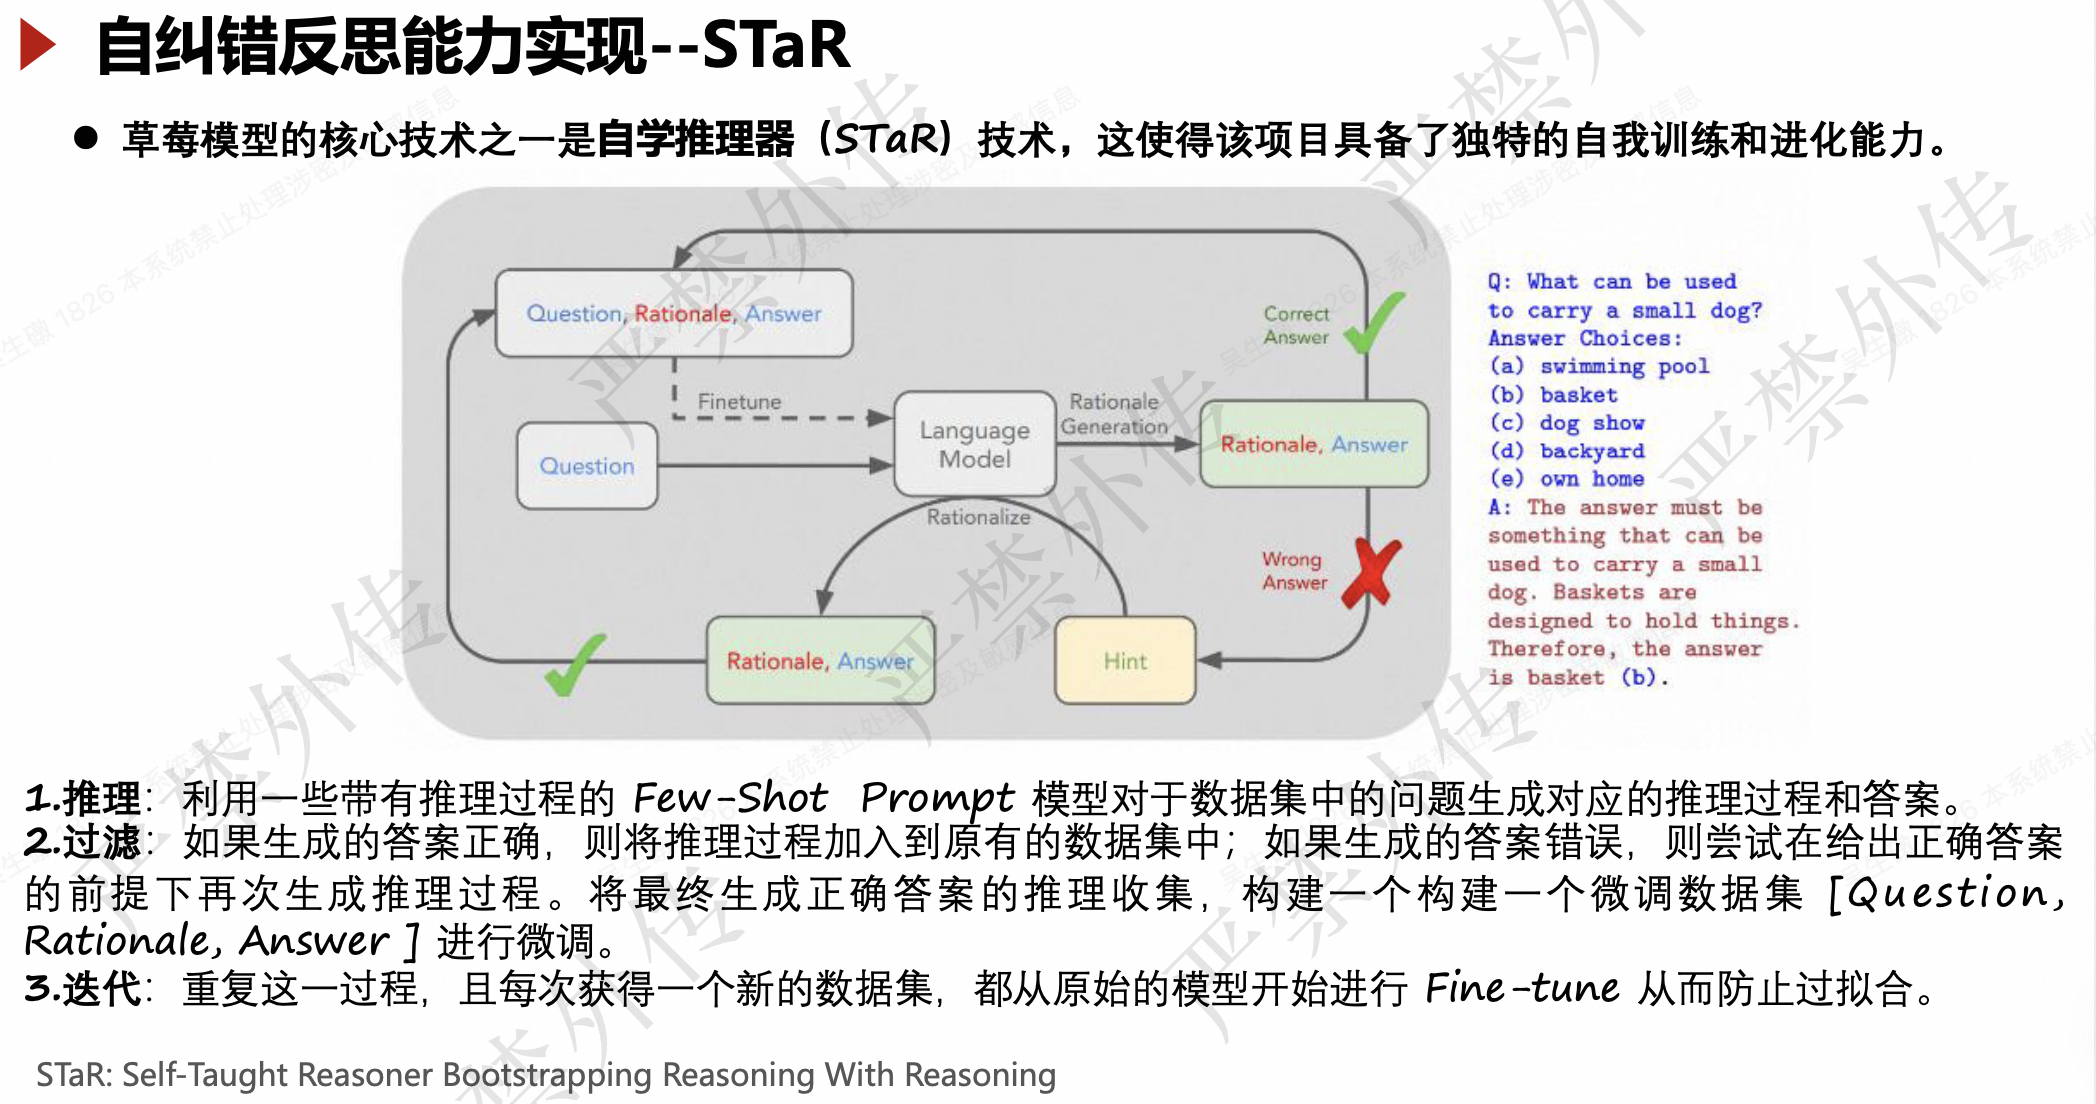 自纠错反思能力实现--STaR
● 草莓模型的核心技术之一是自学推理器（STaR）技术，这使得该项目具备了独特的自我训练和进化能力。
Question, Rationale, Answer
Finetune
Question
Language
Model
Rationale
Generation
Rationale, Answer
Correct
Answer
Wrong
Answer
Rationalize
Rationale, Answer
Hint
Q: What can be used
to carry a small dog?
Answer Choices:
(a) swimming pool
(b) basket
(c) dog show
(d) backyard
(e) own home
A: The answer must be
something that can be
used to carry a small
dog. Baskets are
designed to hold things.
Therefore, the answer
is basket (b).
1.推理：利用一些带有推理过程的 Few-Shot Prompt 模型对于数据集中的问题生成对应的推理过程和答案。
2.过滤：如果生成的答案正确，则将推理过程加入到原有的数据集中；如果生成的答案错误，则尝试在给出正确答案
的前提下再次生成推理过程。将最终生成正确答案的推理收集，构建一个构建一个微调数据集 [Question,
Rationale, Answer ] 进行微调。
3.迭代：重复这一过程，且每次获得一个新的数据集，都从原始的模型开始进行 Fine-tune 从而防止过拟合。
STaR: Self-Taught Reasoner Bootstrapping Reasoning With Reasoning
严禁外传